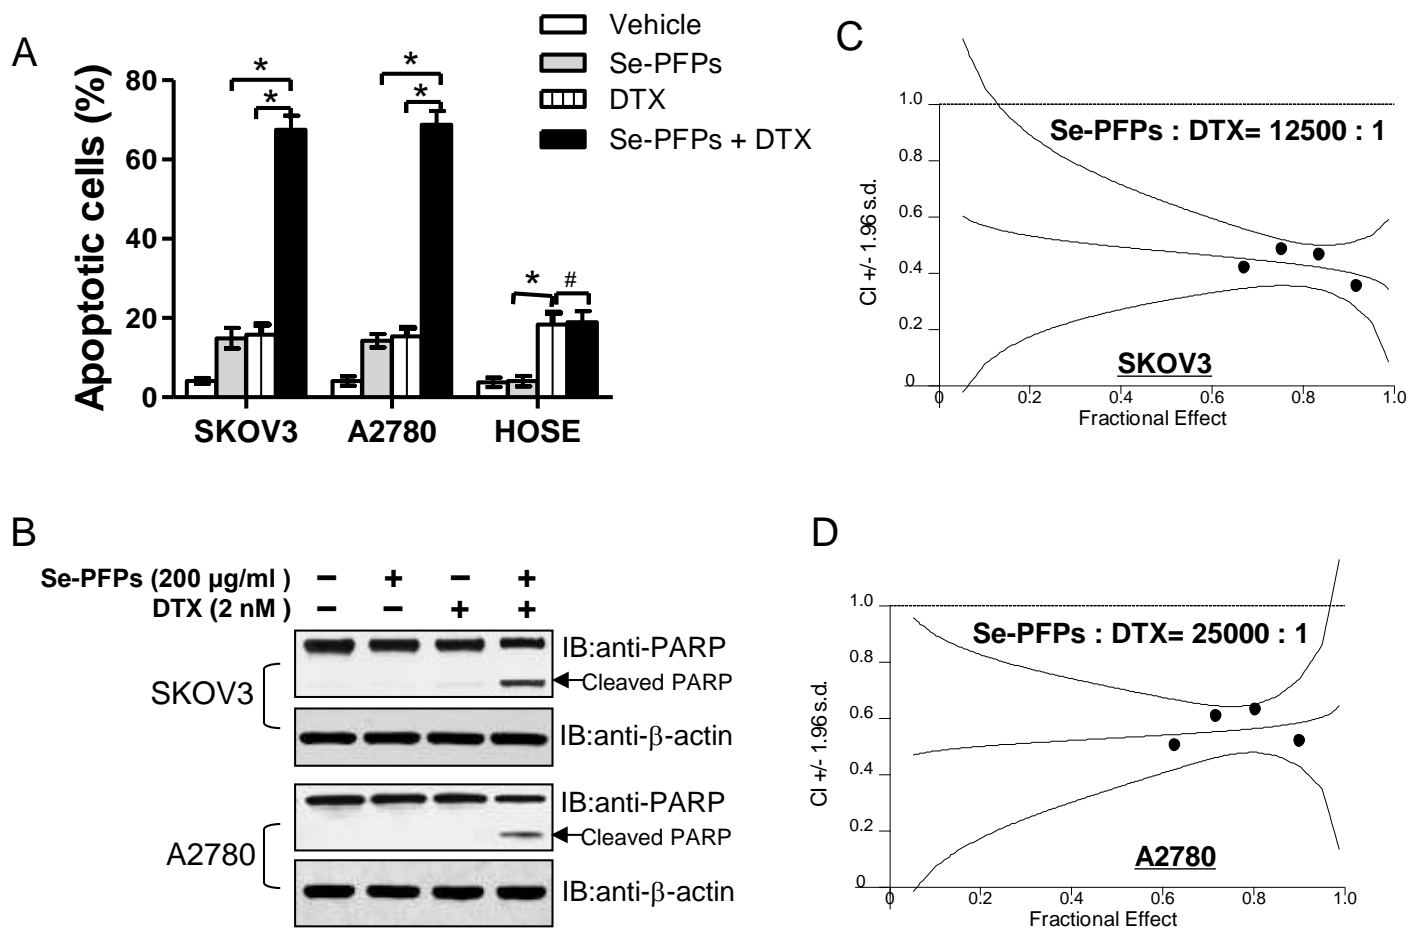 A
Vehicle
Se-PFPs
DTX
Se-PFPs + DTX
Apoptotic cells (%)
80
60
40
20
0
* * * * * #
SKOV3 A2780 HOSE
B
Se-PFPs (200 µg/ml ) − + − +
DTX (2 nM ) − − + +
SKOV3
IB:anti-PARP
Cleaved PARP
IB:anti-β-actin
A2780
IB:anti-PARP
Cleaved PARP
IB:anti-β-actin
C
CI +/- 1.96 s.d.
1.0
0.8
0.6
0.4
0.2
0
Se-PFPs : DTX= 12500 : 1
SKOV3
0 0.2 0.4 0.6 0.8 1.0
Fractional Effect
D
CI +/- 1.96 s.d.
1.0
0.8
0.6
0.4
0.2
0
Se-PFPs : DTX= 25000 : 1
A2780
0 0.2 0.4 0.6 0.8 1.0
Fractional Effect